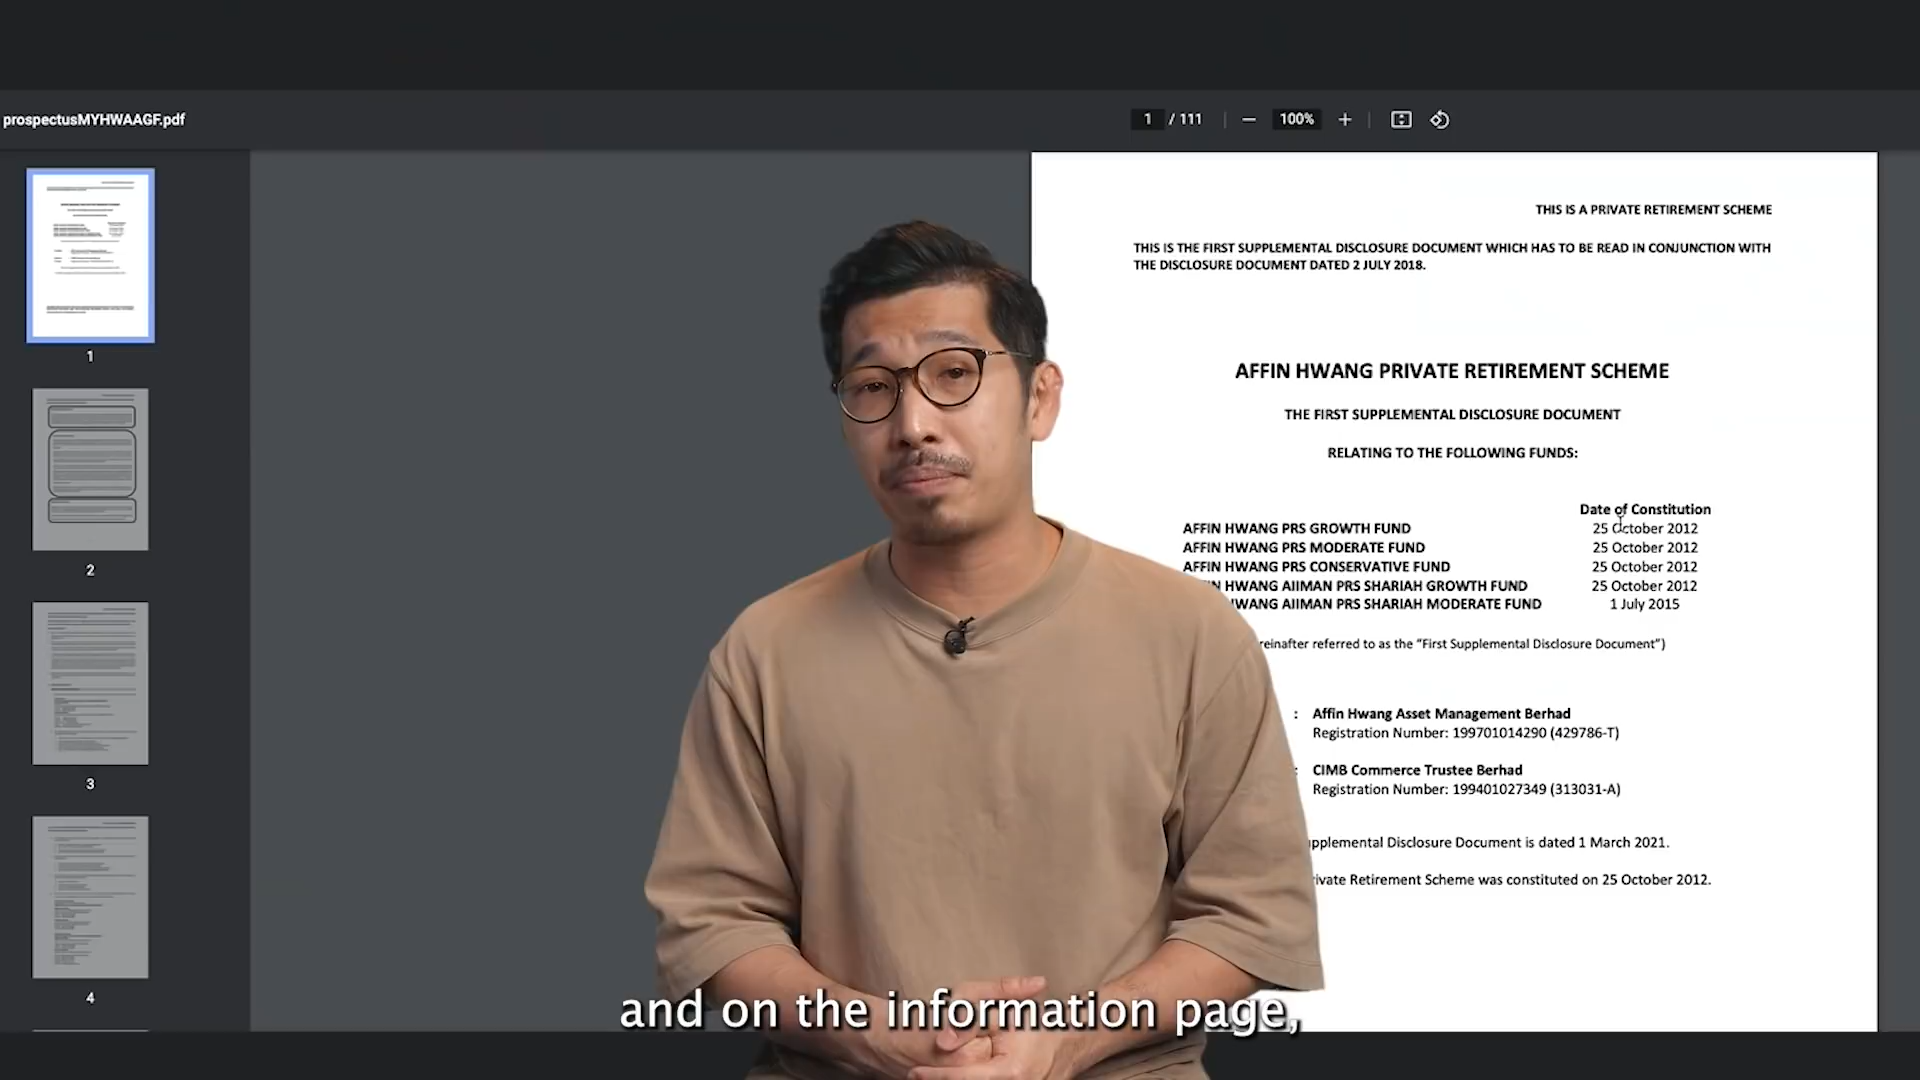 prospectusMYHWAAGF.pdf
1 / 111
100%
1
2
3
4
THIS IS A PRIVATE RETIREMENT SCHEME
THIS IS THE FIRST SUPPLEMENTAL DISCLOSURE DOCUMENT WHICH HAS TO BE READ IN CONJUNCTION WITH
THE DISCLOSURE DOCUMENT DATED 2 JULY 2018.
AFFIN HWANG PRIVATE RETIREMENT SCHEME
THE FIRST SUPPLEMENTAL DISCLOSURE DOCUMENT
RELATING TO THE FOLLOWING FUNDS:
Date of Constitution
AFFIN HWANG PRS GROWTH FUND 25 October 2012
AFFIN HWANG PRS MODERATE FUND 25 October 2012
AFFIN HWANG PRS CONSERVATIVE FUND 25 October 2012
HWANG AIIMAN PRS SHARIAH GROWTH FUND 25 October 2012
HWANG AIIMAN PRS SHARIAH MODERATE FUND 1 July 2015
referred to as the “First Supplemental Disclosure Document”)
: Affin Hwang Asset Management Berhad
Registration Number: 199701014290 (429786-T)
: CIMB Commerce Trustee Berhad
Registration Number: 199401027349 (313031-A)
Disclosure Document is dated 1 March 2021.
Retirement Scheme was constituted on 25 October 2012.
and on the information page,